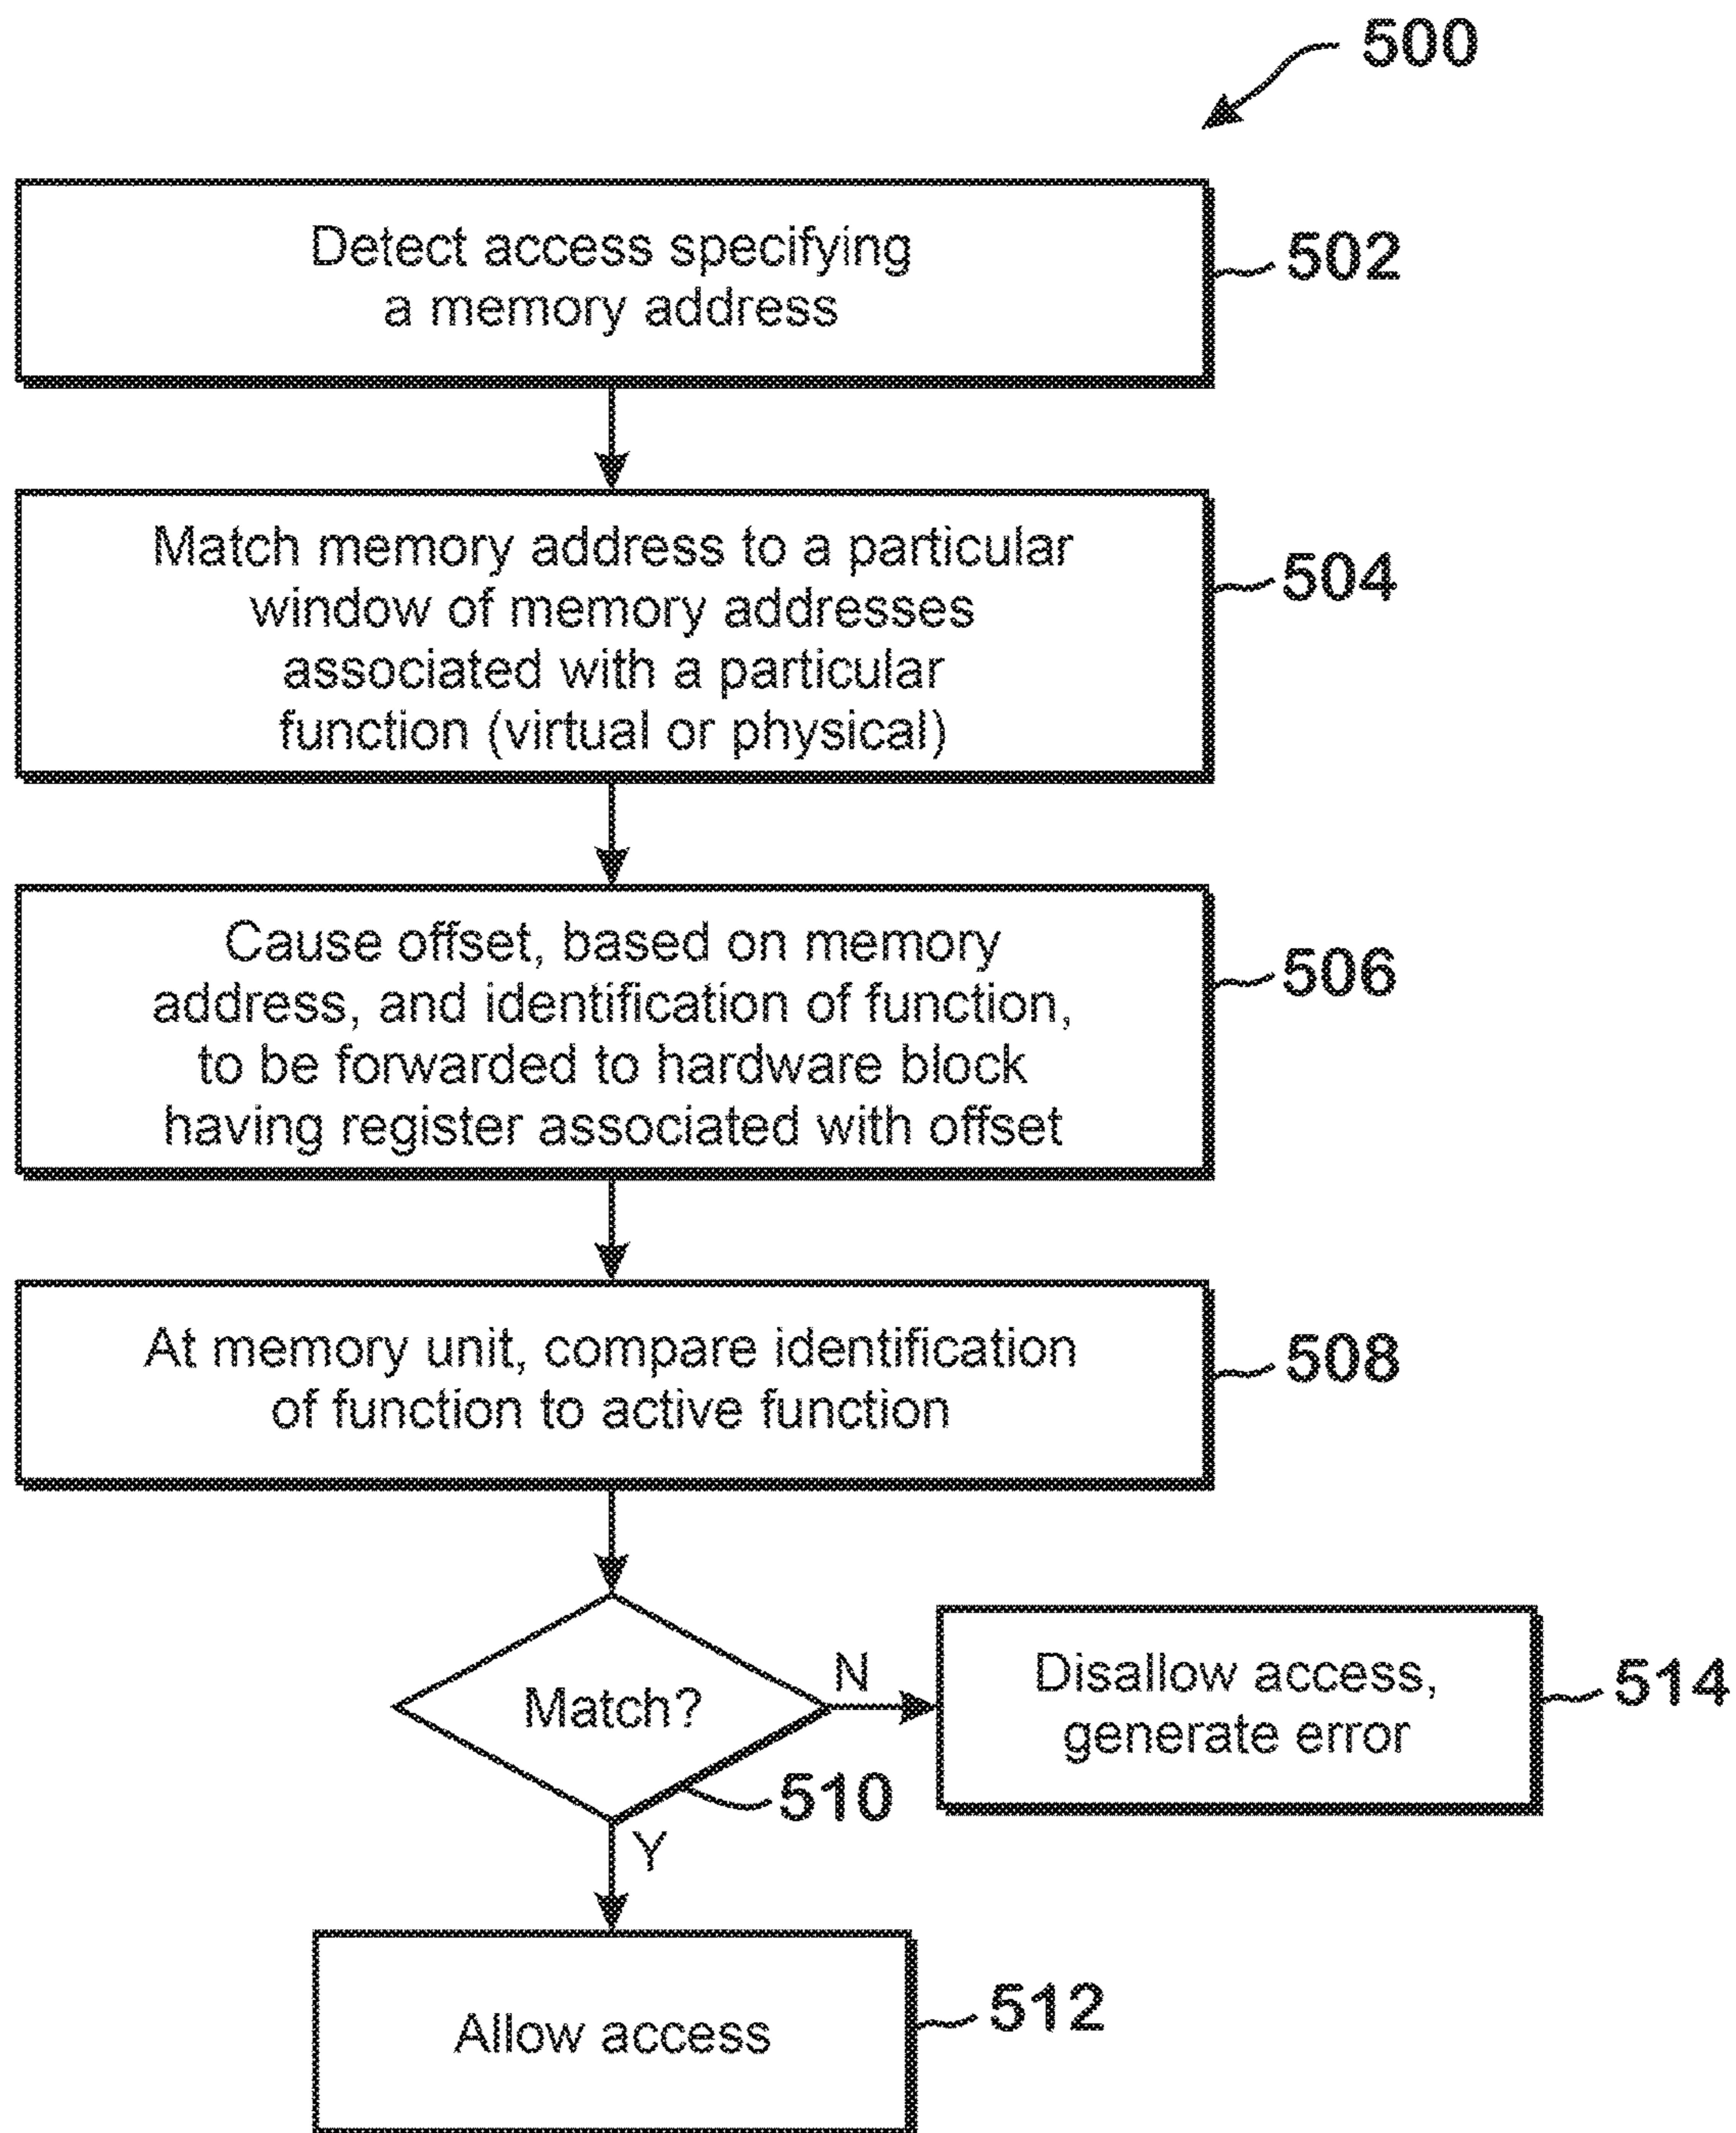 500
Detect access specifying
a memory address
502
Match memory address to a particular
window of memory addresses
associated with a particular
function (virtual or physical)
504
Cause offset, based on memory
address, and identification of function,
to be forwarded to hardware block
having register associated with offset
506
At memory unit, compare identification
of function to active function
508
Match?
510
N
Disallow access,
generate error
514
Y
Allow access
512